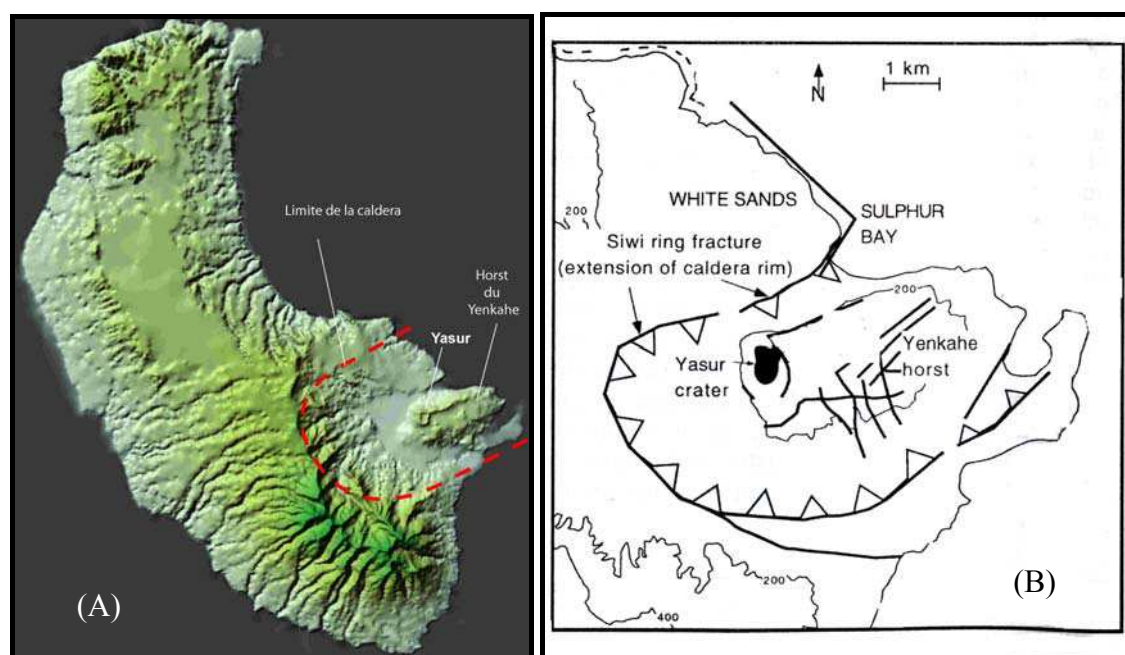 Limite de la caldera
Horst
du
Yenkahe
Yasur
(A)
1 km
N
WHITE SANDS
200
SULPHUR
BAY
Siwi ring fracture
(extension of caldera rim)
200
Yasur
crater
Yenkahe
horst
200
400
(B)